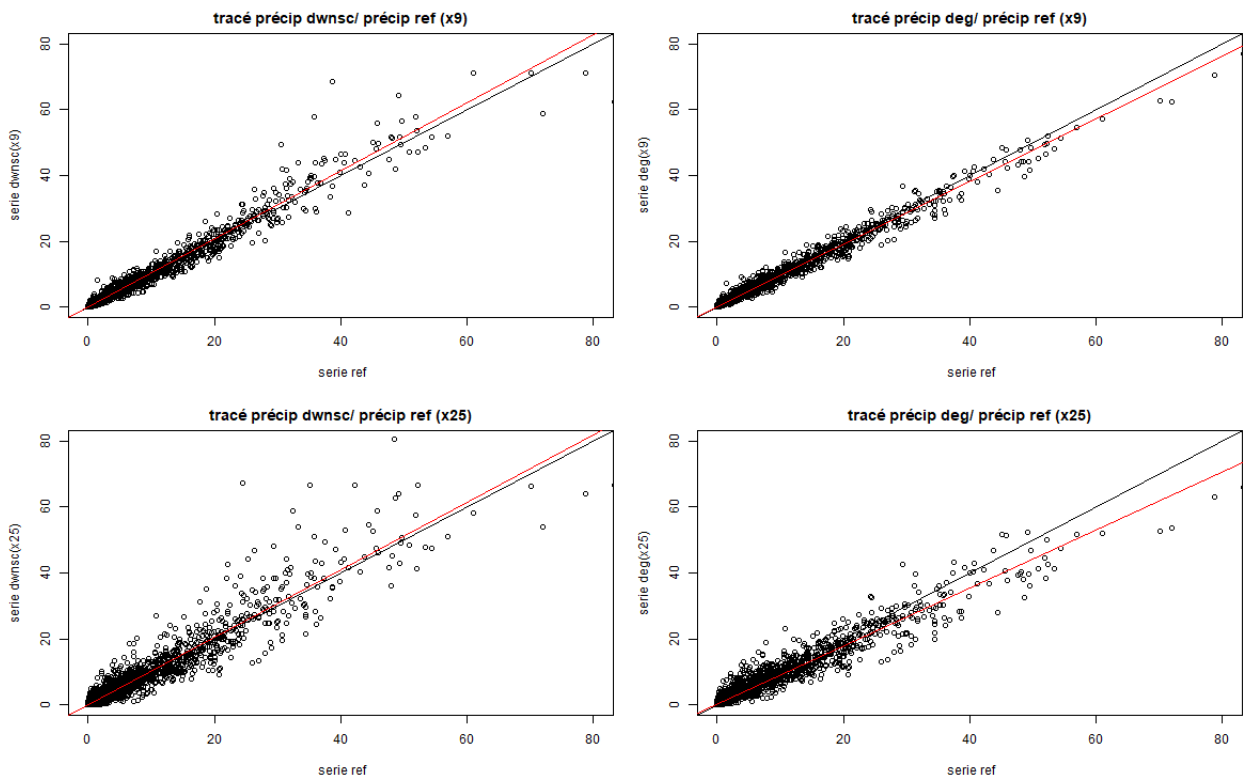 tracé précip dwnsc/ précip ref (x9)
serie dwnsc(x9)
80
60
40
20
0
0 20 40 60 80
serie ref
tracé précip deg/ précip ref (x9)
serie deg(x9)
80
60
40
20
0
0 20 40 60 80
serie ref
tracé précip dwnsc/ précip ref (x25)
serie dwnsc(x25)
80
60
40
20
0
0 20 40 60 80
serie ref
tracé précip deg/ précip ref (x25)
serie deg(x25)
80
60
40
20
0
0 20 40 60 80
serie ref